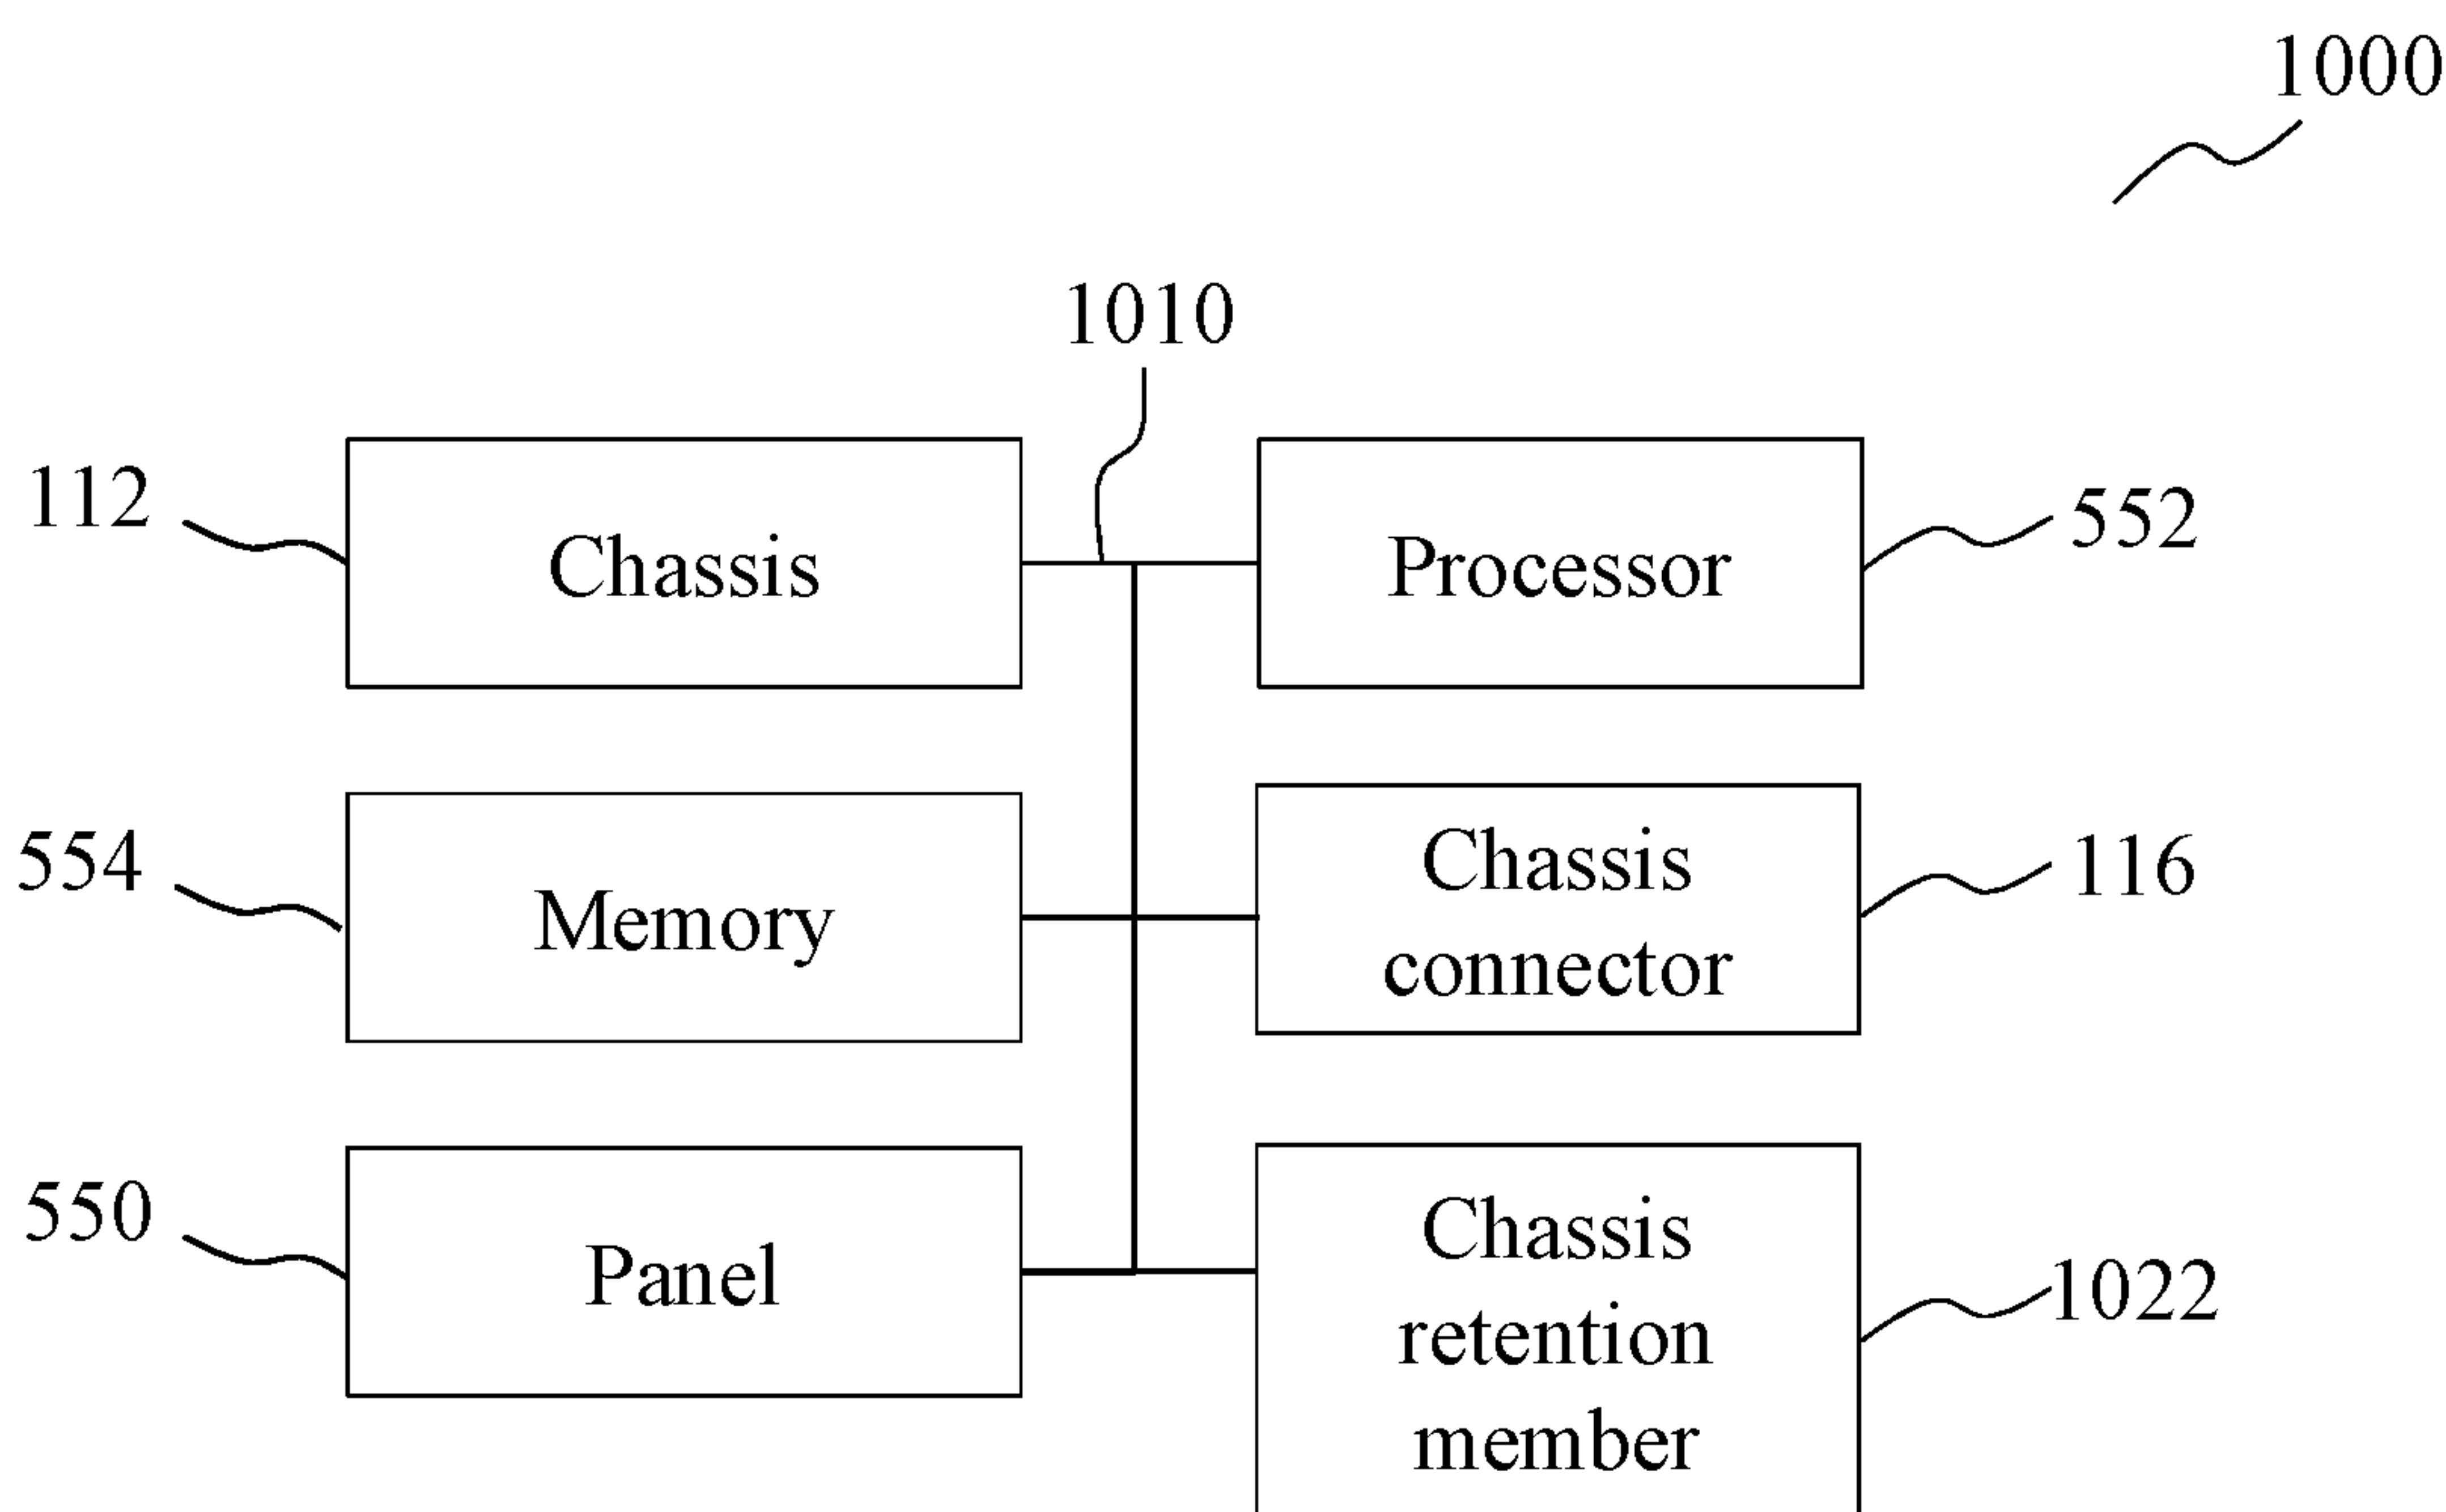 1000
1010
112
Chassis
Processor
552
554
Memory
Chassis
connector
116
550
Panel
Chassis
retention
member
1022